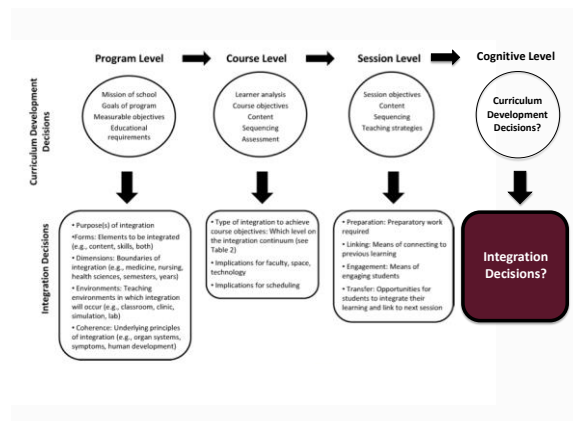 Program Level
Course Level
Session Level
Cognitive Level
Curriculum Development
Decisions
Mission of school
Goals of program
Measurable objectives
Educational
requirements
Learner analysis
Course objectives
Content
Sequencing
Assessment
Session objectives
Content
Sequencing
Teaching strategies
Curriculum
Development
Decisions?
Integration Decisions
• Purpose(s) of integration
•Forms: Elements to be integrated
(e.g., content, skills, both)
• Dimensions: Boundaries of
integration (e.g., medicine, nursing,
health sciences, semesters, years)
• Environments: Teaching
environments in which integration
will occur (e.g., classroom, clinic,
simulation, lab)
• Coherence: Underlying principles
of integration (e.g., organ systems,
symptoms, human development)
• Type of integration to achieve
course objectives: Which level on
the integration continuum (see
Table 2)
• Implications for faculty, space,
technology
• Implications for scheduling
• Preparation: Preparatory work
required
• Linking: Means of connecting to
previous learning
• Engagement: Means of
engaging students
• Transfer: Opportunities for
students to integrate their
learning and link to next session
Integration
Decisions?